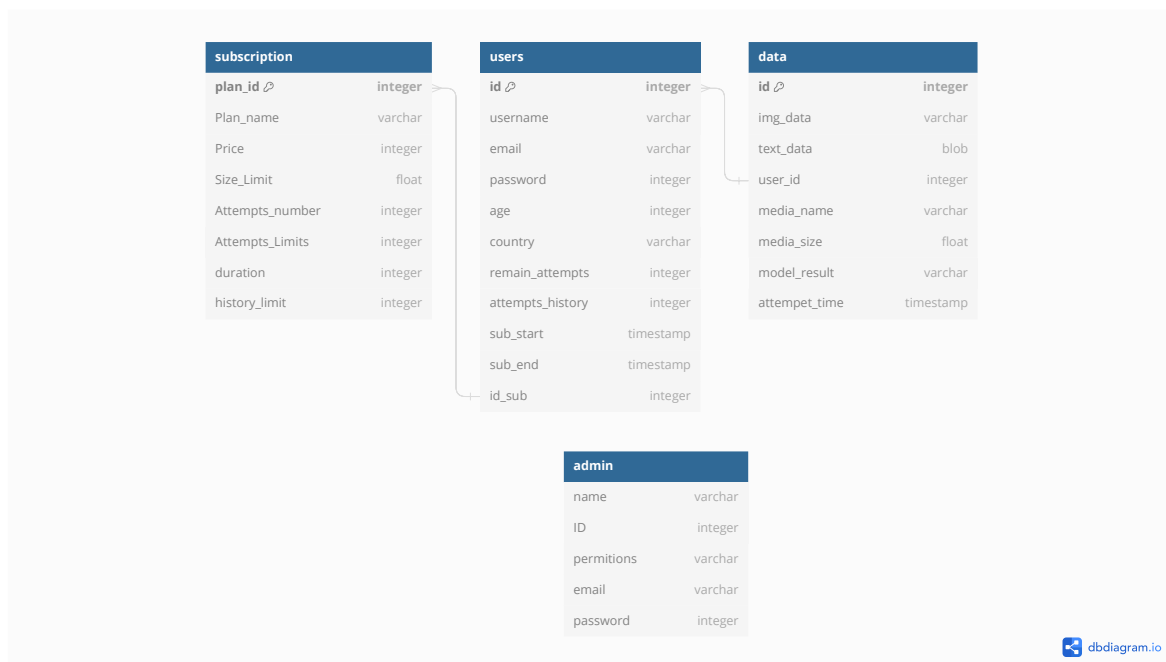 subscription
plan_id integer
Plan_name varchar
Price integer
Size_Limit float
Attempts_number integer
Attempts_Limits integer
duration integer
history_limit integer
users
id integer
username varchar
email varchar
password integer
age integer
country varchar
remain_attempts integer
attempts_history integer
sub_start timestamp
sub_end timestamp
id_sub integer
data
id integer
img_data varchar
text_data blob
user_id integer
media_name varchar
media_size float
model_result varchar
attempet_time timestamp
admin
name varchar
ID integer
permitions varchar
email varchar
password integer
dbdiagram.io